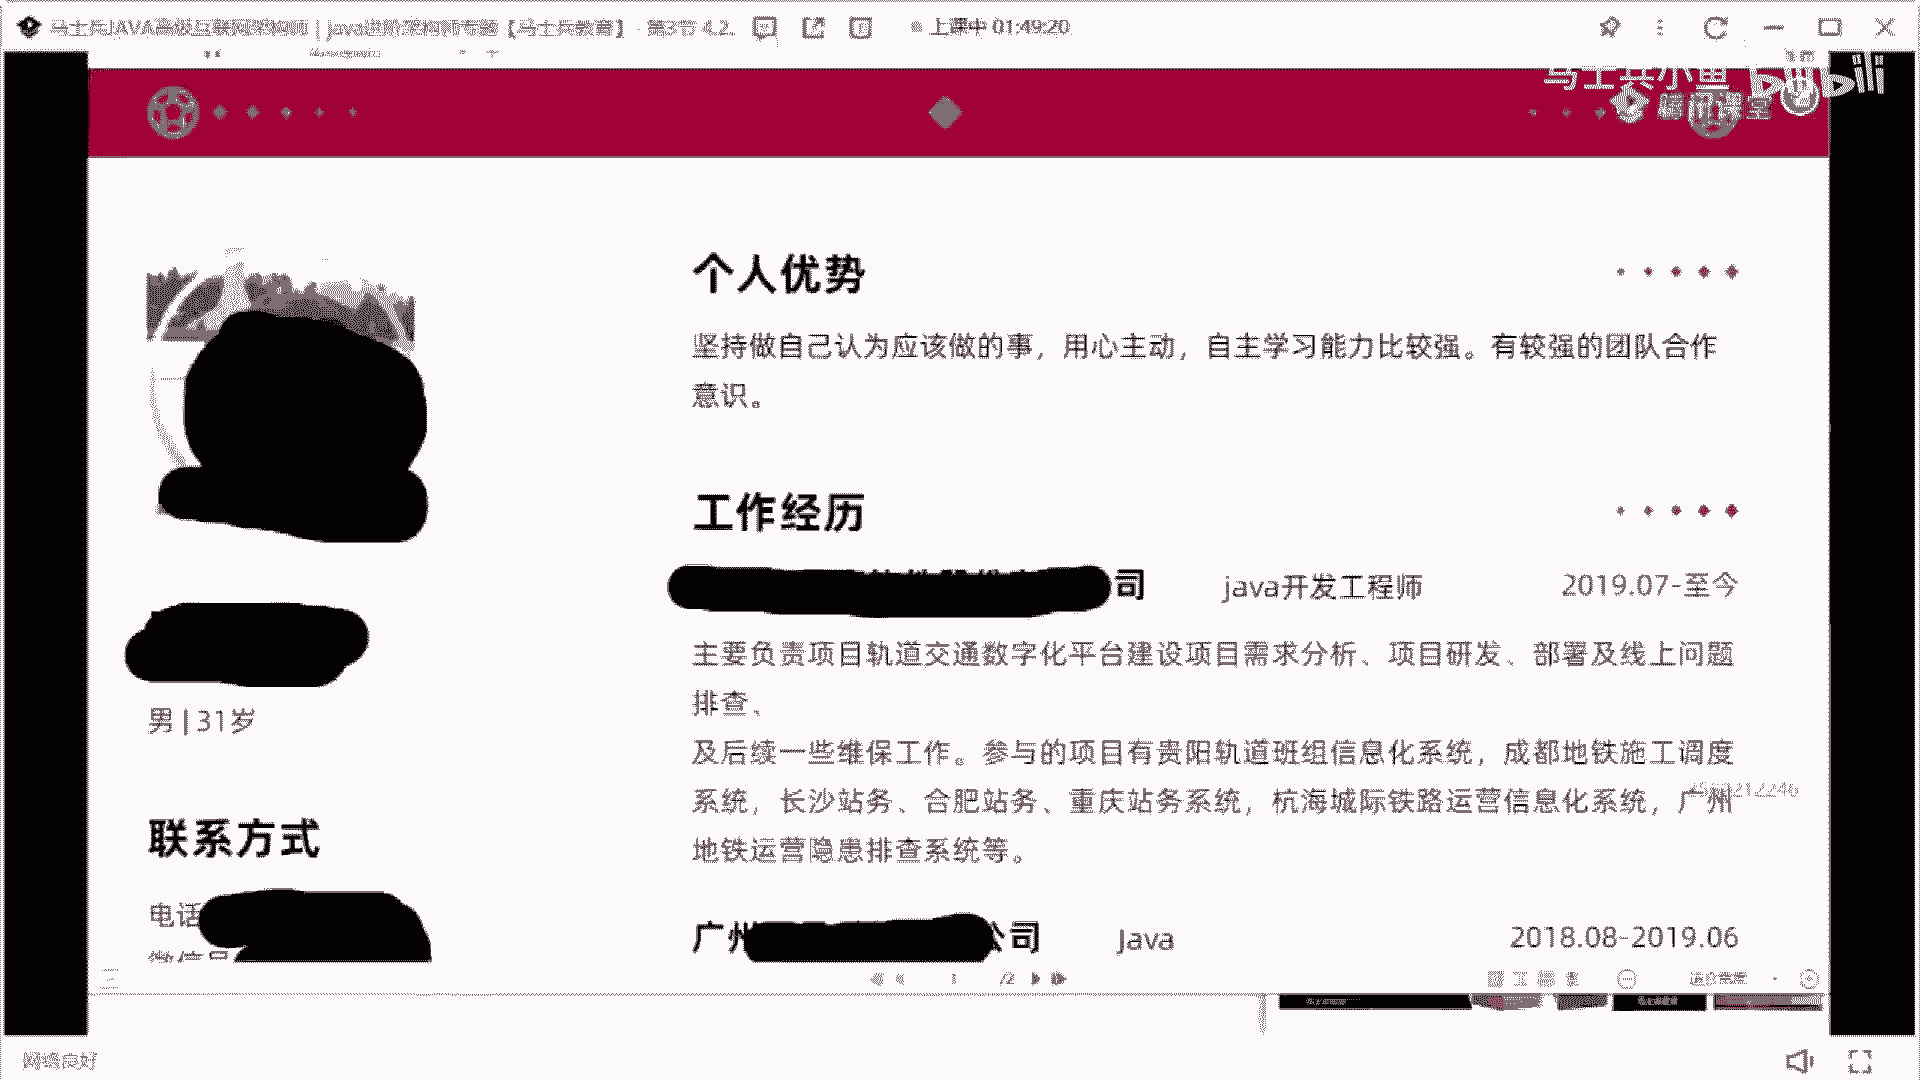 马士兵JAVA高级互联网架构师 | java进阶架构师专题【马士兵教育】 - 第3节 4.2.
上课中 01:49:20
马士兵小鱼 bilibili
腾讯课堂
个人优势
坚持做自己认为应该做的事，用心主动，自主学习能力比较强。有较强的团队合作
意识。
工作经历
司 java开发工程师 2019.07-至今
主要负责项目轨道交通数字化平台建设项目需求分析、项目研发、部署及线上问题
排查、
及后续一些维保工作。参与的项目有贵阳轨道班组信息化系统，成都地铁施工调度
系统，长沙站务、合肥站务、重庆站务系统，杭海城际铁路运营信息化系统，广州
地铁运营隐患排查系统等。
广州 公司 Java 2018.08-2019.06
男 | 31岁
联系方式
电话
微信号
1 /2
网络良好